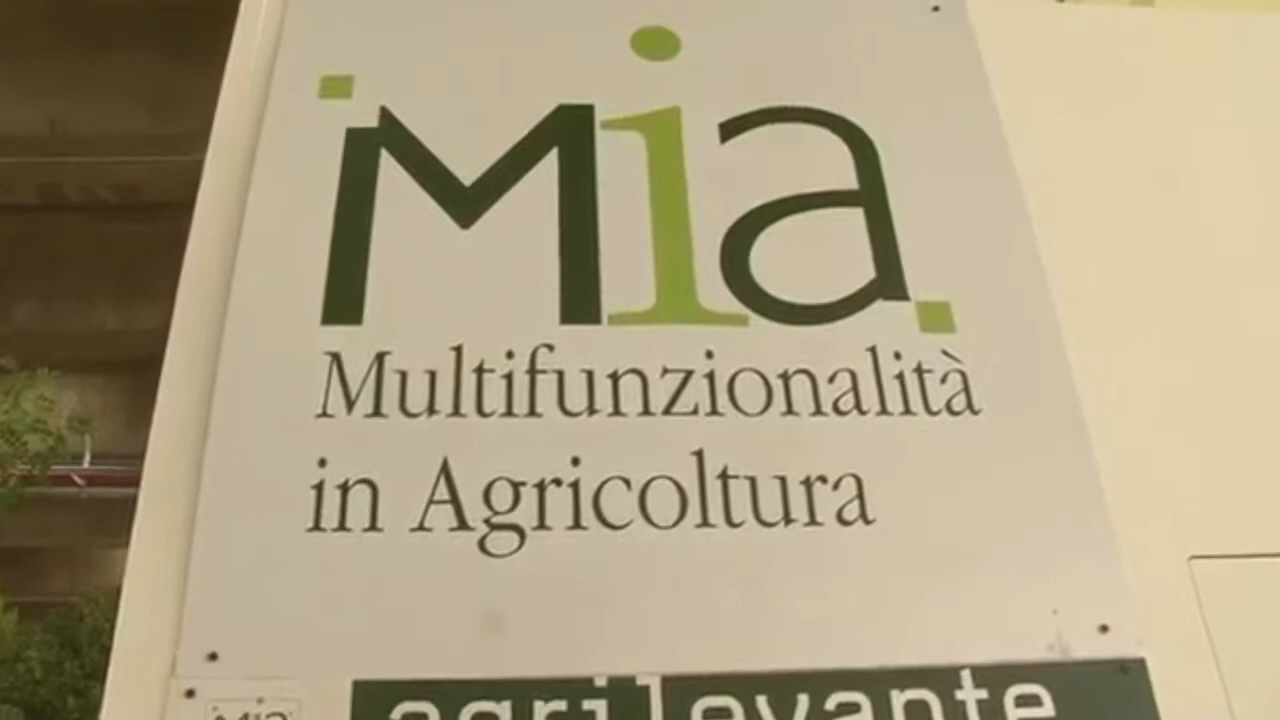 Mia
Multifunzionalità
in Agricoltura
MIA agrilevante